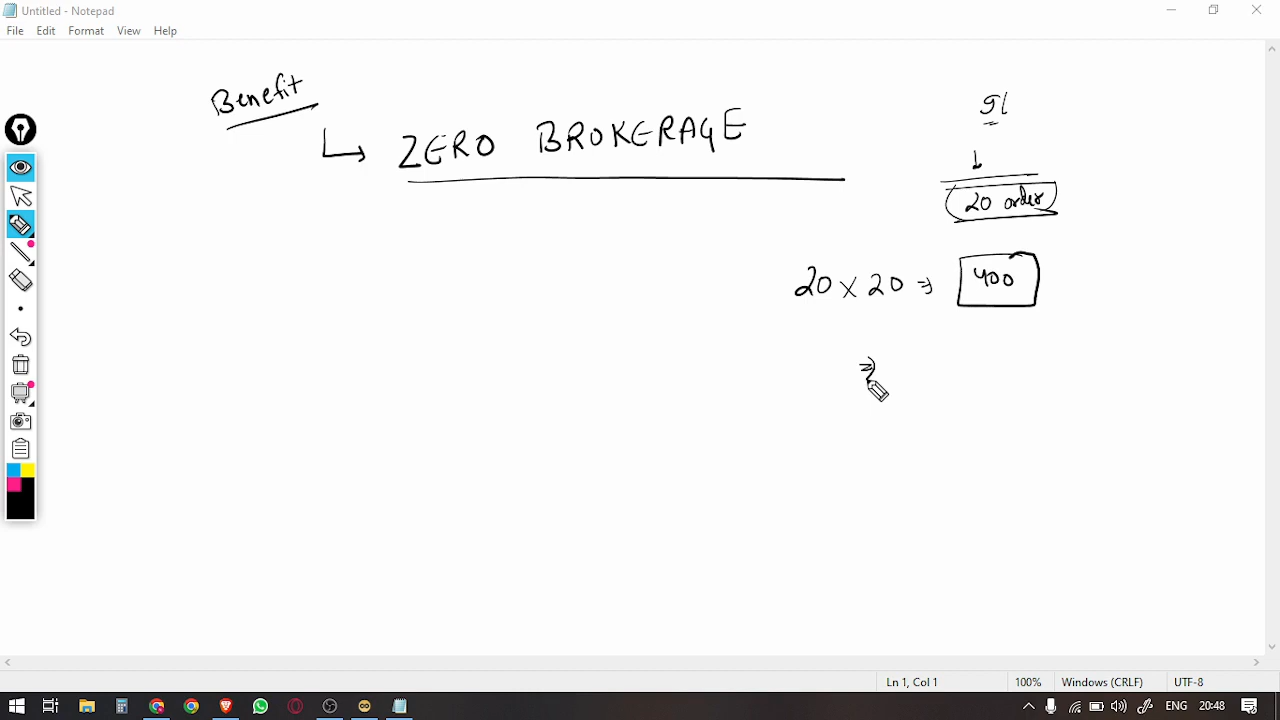 Untitled - Notepad
File Edit Format View Help
Benefit
ZERO BROKERAGE
20 order
20 x 20 ⇒ 400
Ln 1, Col 1 100% Windows (CRLF) UTF-8
ENG 20:48